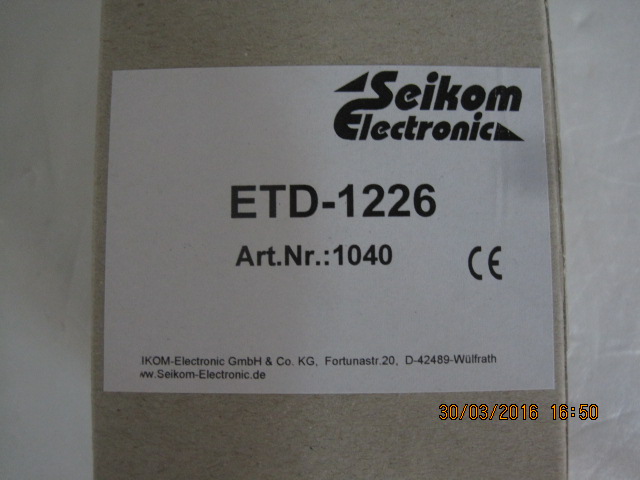 Seikom
Electronic
ETD-1226
Art.Nr.:1040
CE
IKOM-Electronic GmbH & Co. KG, Fortunastr.20, D-42489-Wülfrath
ww.Seikom-Electronic.de
30/03/2016 16:50